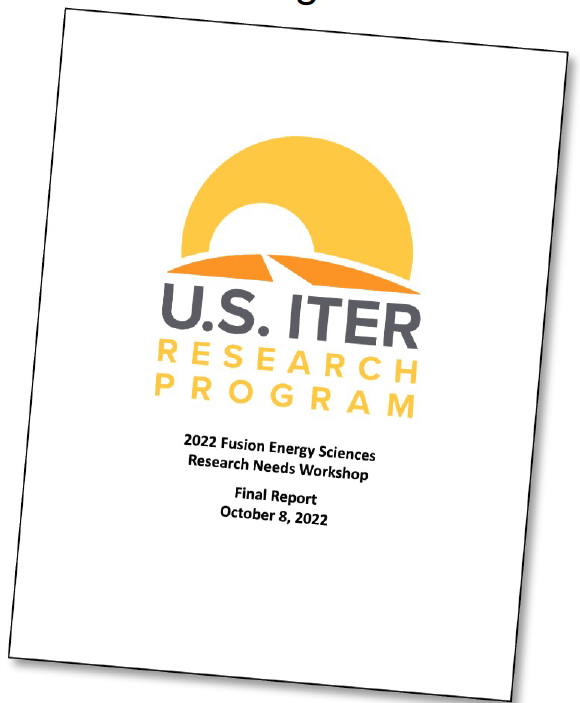 U.S. ITER
RESEARCH
PROGRAM
2022 Fusion Energy Sciences
Research Needs Workshop
Final Report
October 8, 2022